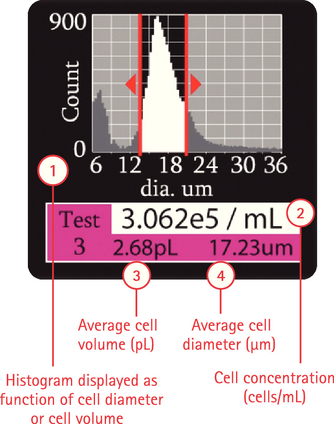 900
Count
0
6 12 18 24 30 36
dia. um
1
Test 3.062e5 / mL
2
3 2.68pL 17.23um
3 4
Average cell
volume (pL)
Average cell
diameter (µm)
Histogram displayed as
function of cell diameter
or cell volume
Cell concentration
(cells/mL)